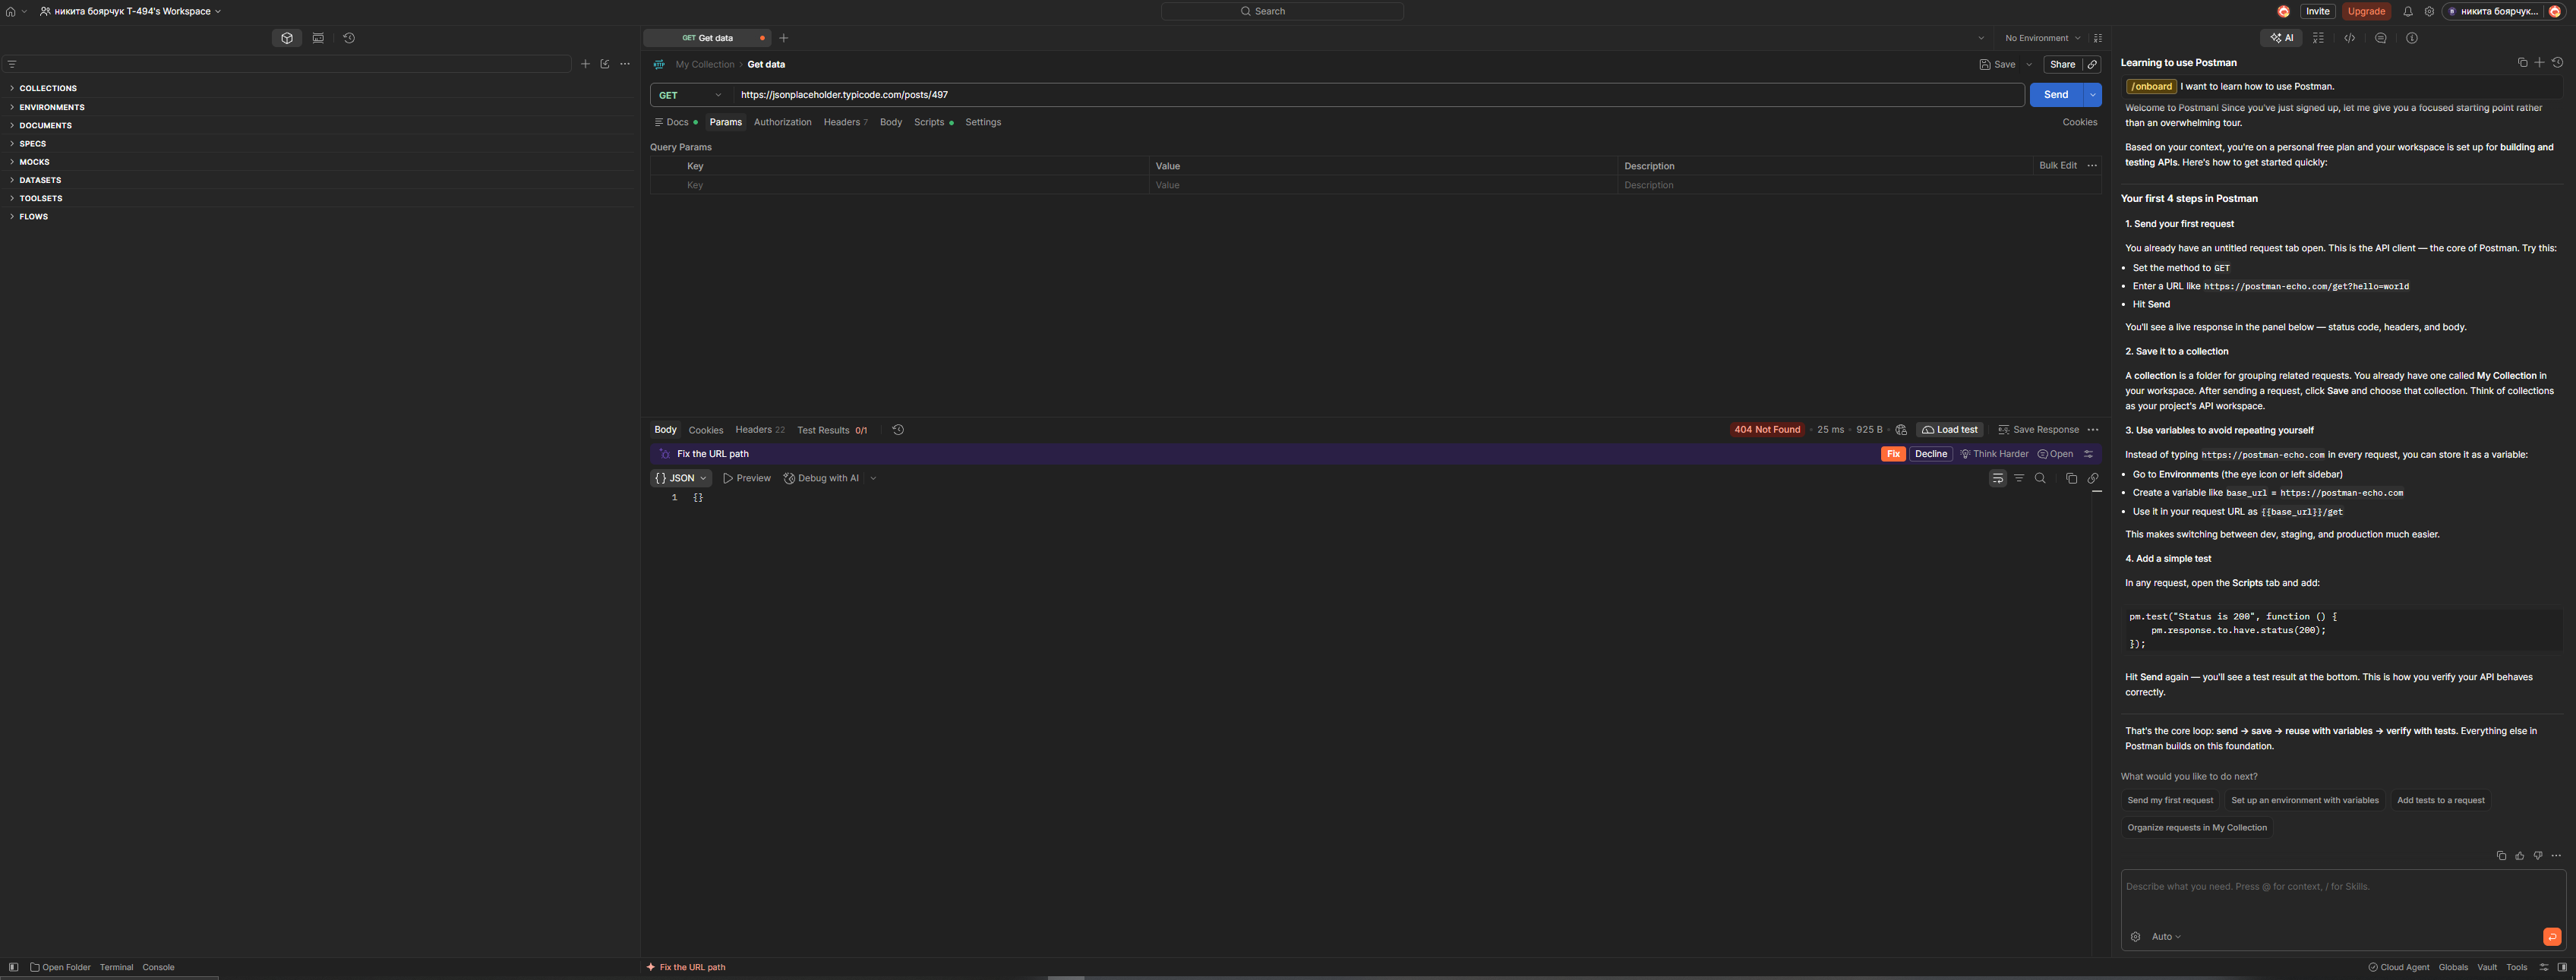 никита боярчук Т-494's Workspace
Search
Invite
Upgrade
никита боярчук...
GET Get data
No Environment
AI
My Collection > Get data
Save
Share
COLLECTIONS
ENVIRONMENTS
DOCUMENTS
SPECS
MOCKS
DATASETS
TOOLSETS
FLOWS
GET
https://jsonplaceholder.typicode.com/posts/497
Send
Docs Params Authorization Headers 7 Body Scripts Settings
Cookies
Query Params
Key Value Description Bulk Edit
Key Value Description
Body Cookies Headers 22 Test Results 0/1
404 Not Found 25 ms 925 B Load test Save Response
Fix the URL path
Fix Decline Think Harder Open
{} JSON Preview Debug with AI
1 {}
Learning to use Postman
/onboard I want to learn how to use Postman.
Welcome to Postman! Since you've just signed up, let me give you a focused starting point rather
than an overwhelming tour.
Based on your context, you're on a personal free plan and your workspace is set up for building and
testing APIs. Here's how to get started quickly:
Your first 4 steps in Postman
1. Send your first request
You already have an untitled request tab open. This is the API client — the core of Postman. Try this:
• Set the method to GET
• Enter a URL like https://postman-echo.com/get?hello=world
• Hit Send
You'll see a live response in the panel below — status code, headers, and body.
2. Save it to a collection
A collection is a folder for grouping related requests. You already have one called My Collection in
your workspace. After sending a request, click Save and choose that collection. Think of collections
as your project's API workspace.
3. Use variables to avoid repeating yourself
Instead of typing https://postman-echo.com in every request, you can store it as a variable:
• Go to Environments (the eye icon or left sidebar)
• Create a variable like base_url = https://postman-echo.com
• Use it in your request URL as {{base_url}}/get
This makes switching between dev, staging, and production much easier.
4. Add a simple test
In any request, open the Scripts tab and add:
pm.test("Status is 200", function () {
pm.response.to.have.status(200);
});
Hit Send again — you'll see a test result at the bottom. This is how you verify your API behaves
correctly.
That's the core loop: send → save → reuse with variables → verify with tests. Everything else in
Postman builds on this foundation.
What would you like to do next?
Send my first request Set up an environment with variables Add tests to a request
Organize requests in My Collection
Describe what you need. Press @ for context, / for Skills.
Auto
Open Folder Terminal Console
Fix the URL path
Cloud Agent Globals Vault Tools